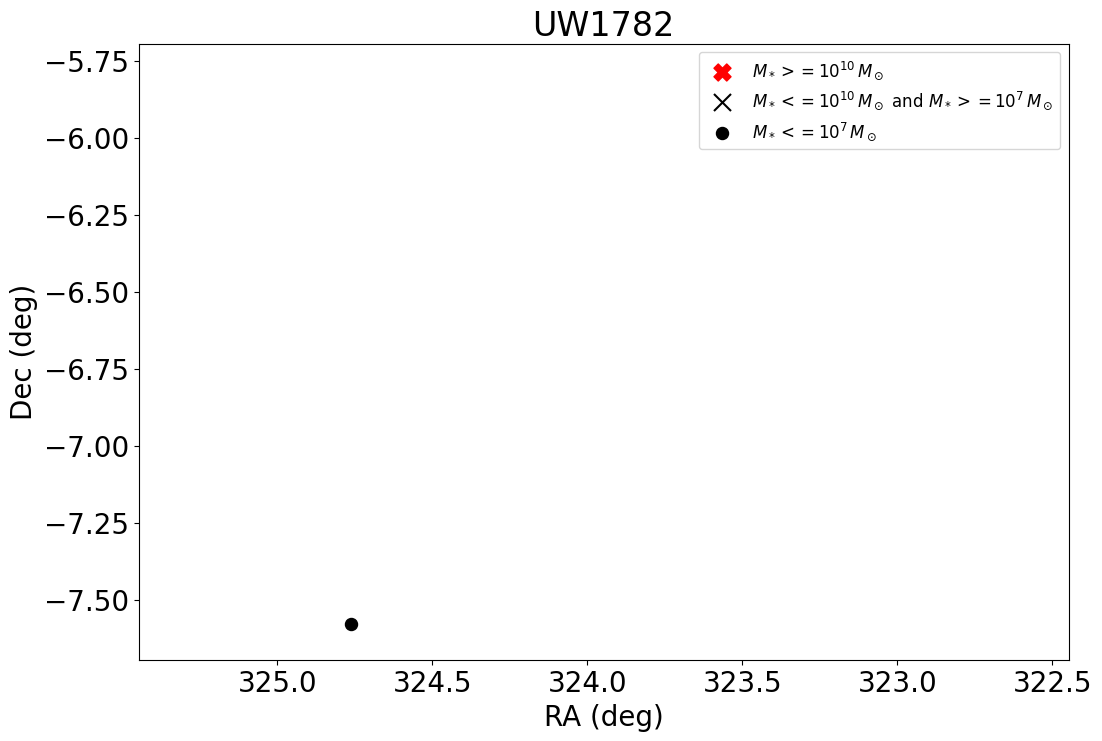 UW1782
−5.75
−6.00
−6.25
−6.50
−6.75
−7.00
−7.25
−7.50
Dec (deg)
M* >= 10^10 M⊙
M* <= 10^10 M⊙ and M* >= 10^7 M⊙
M* <= 10^7 M⊙
325.0 324.5 324.0 323.5 323.0 322.5
RA (deg)